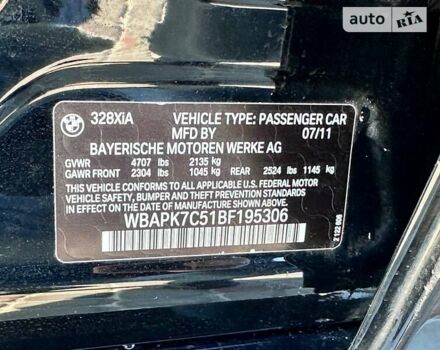 auto RIA
328XiA VEHICLE TYPE: PASSENGER CAR
MFD BY 07/11
BAYERISCHE MOTOREN WERKE AG
GVWR 4707 lbs 2135 kg
GAWR FRONT 2304 lbs 1045 kg REAR 2524 lbs 1145 kg
THIS VEHICLE CONFORMS TO ALL APPLICABLE FEDERAL MOTOR
VEHICLE SAFETY, BUMPER, AND THEFT PREVENTION STANDARDS
IN EFFECT ON THE DATE OF MANUFACTURE SHOWN ABOVE.
WBAPK7C51BF195306